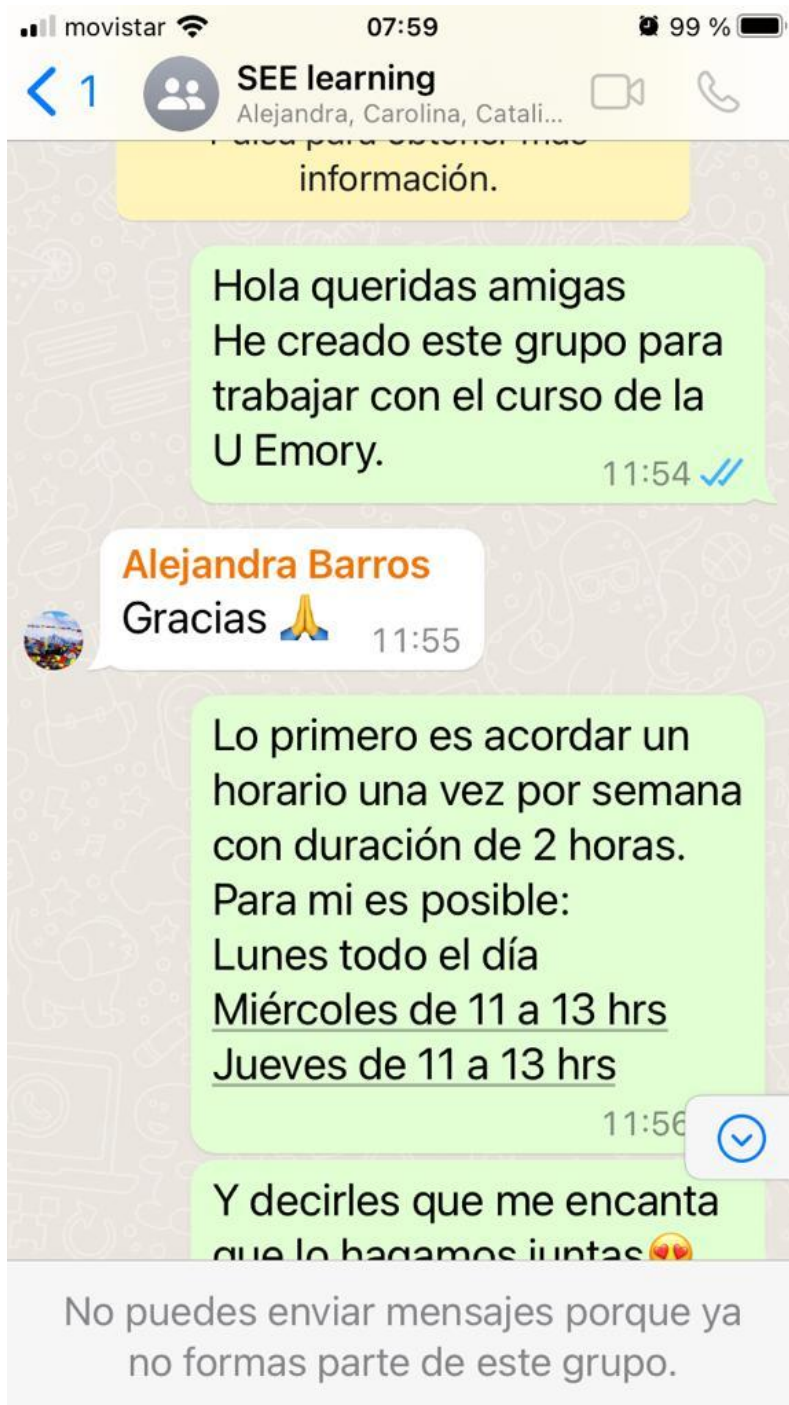 movistar 07:59 99 %
1 SEE learning
Alejandra, Carolina, Catali...
información.
Hola queridas amigas
He creado este grupo para
trabajar con el curso de la
U Emory.
11:54
Alejandra Barros
Gracias 🙏 11:55
Lo primero es acordar un
horario una vez por semana
con duración de 2 horas.
Para mi es posible:
Lunes todo el día
Miércoles de 11 a 13 hrs
Jueves de 11 a 13 hrs
11:56
Y decirles que me encanta
que lo hagamos juntas😍
No puedes enviar mensajes porque ya
no formas parte de este grupo.